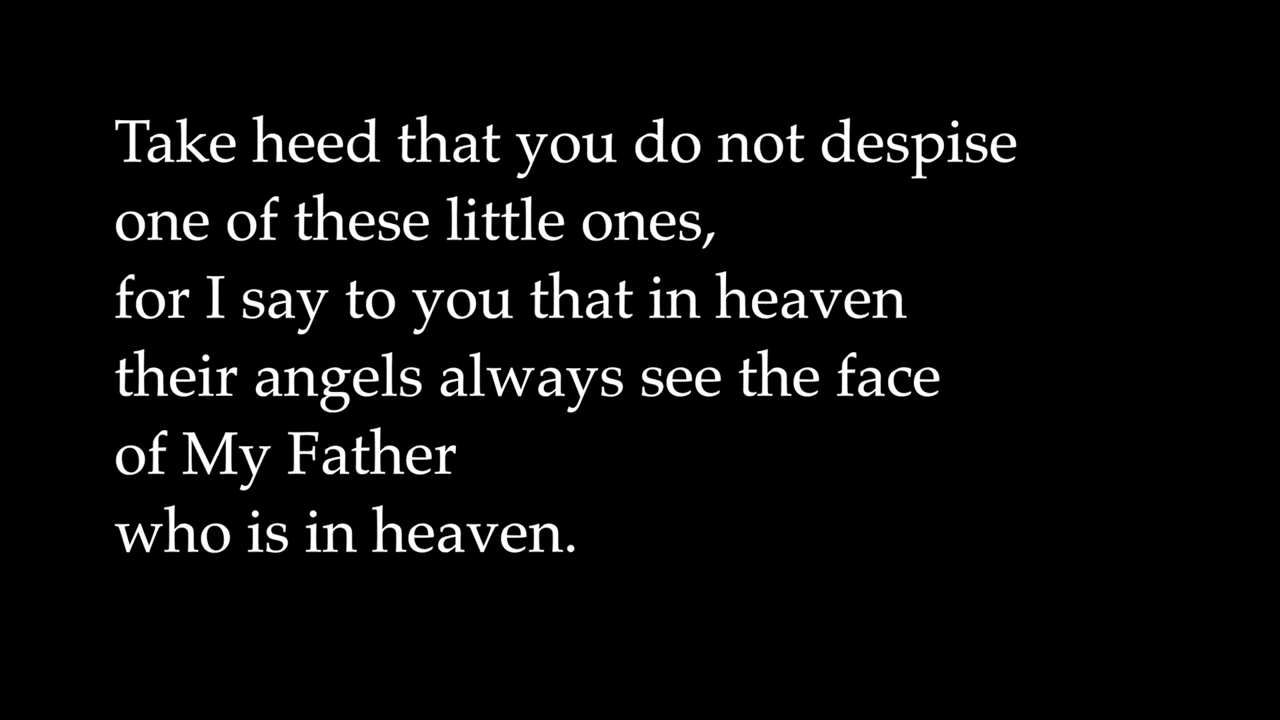 Take heed that you do not despise
one of these little ones,
for I say to you that in heaven
their angels always see the face
of My Father
who is in heaven.